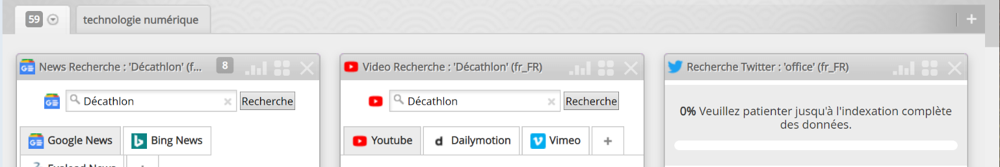 59
technologie numérique
+
News Recherche : 'Décathlon' (f...
8
Décathlon
Recherche
Google News
Bing News
+
Video Recherche : 'Décathlon' (fr_FR)
Décathlon
Recherche
Youtube
Dailymotion
Vimeo
+
Recherche Twitter : 'office' (fr_FR)
0% Veuillez patienter jusqu'à l'indexation complète
des données.